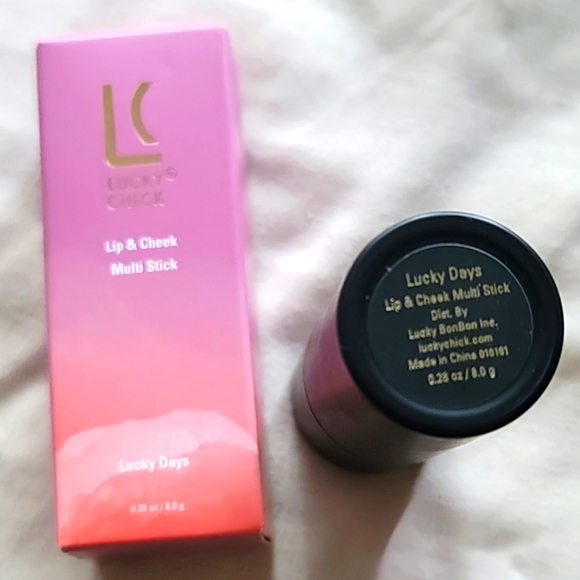 LC
LUCKY®
CHICK
Lip & Cheek
Multi Stick
Lucky Days
0.28 oz / 8.0 g
Lucky Days
Lip & Cheek Multi Stick
Dist. By
Lucky BonBon Inc.
luckychick.com
Made in China 010101
0.28 oz / 8.0 g